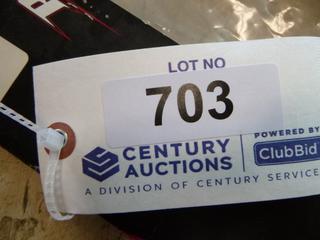 LOT NO
703
CENTURY
AUCTIONS
POWERED BY
ClubBid
A DIVISION OF CENTURY SERVICE